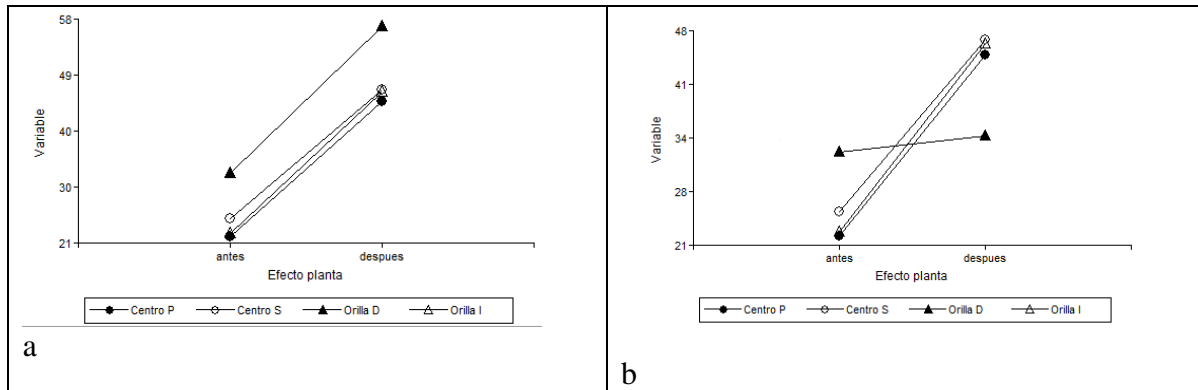 58
49
40
30
21
Variable
antes despues
Efecto planta
Centro P Centro S Orilla D Orilla I
a
48
41
34
28
21
Variable
antes despues
Efecto planta
Centro P Centro S Orilla D Orilla I
b